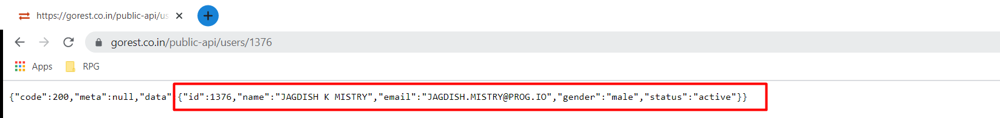 https://gorest.co.in/public-api/us
gorest.co.in/public-api/users/1376
Apps RPG
{"code":200,"meta":null,"data":{"id":1376,"name":"JAGDISH K MISTRY","email":"JAGDISH.MISTRY@PROG.IO","gender":"male","status":"active"}}